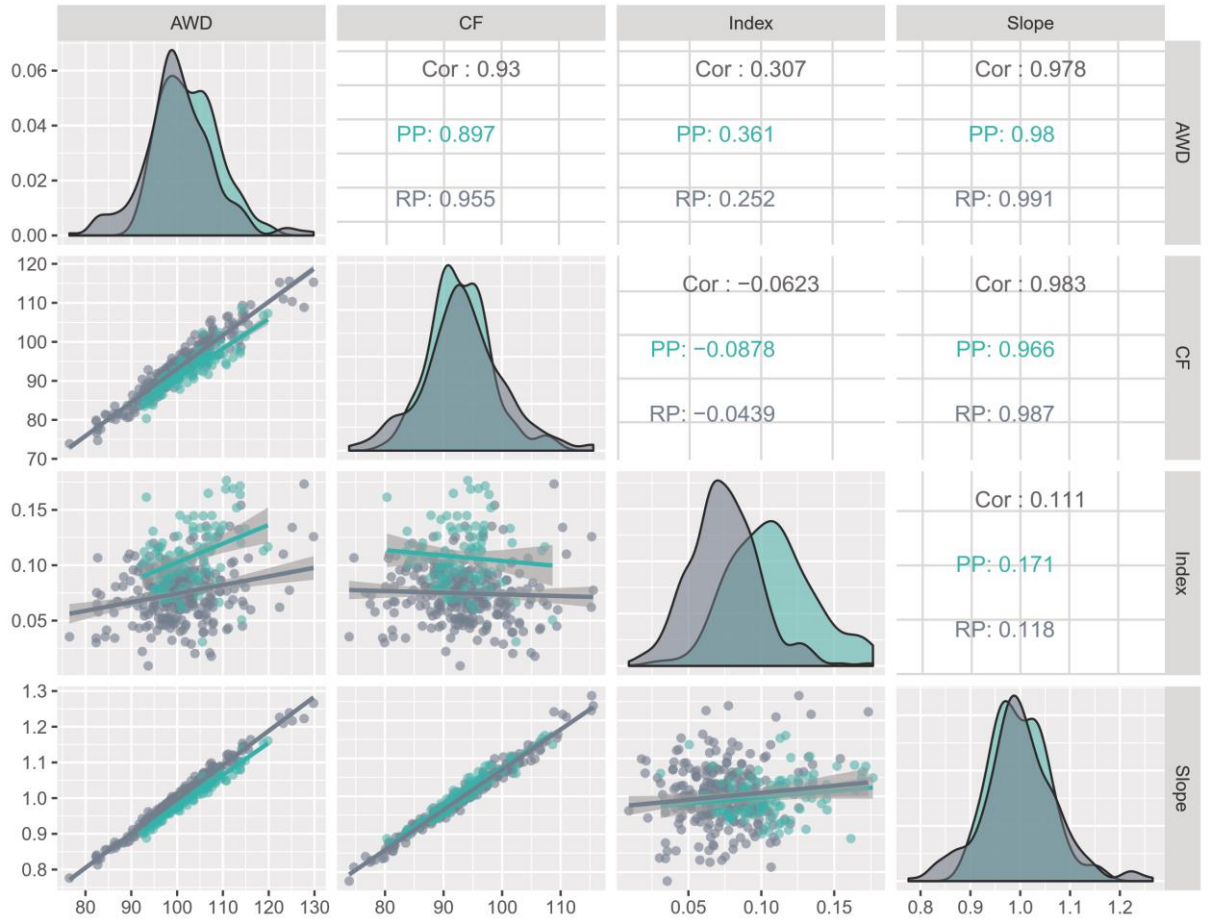 AWD CF Index Slope
0.06
0.04
0.02
0.00
Cor : 0.93
PP: 0.897
RP: 0.955
Cor : 0.307
PP: 0.361
RP: 0.252
Cor : 0.978
PP: 0.98
RP: 0.991
AWD
120
110
100
90
80
70
Cor : −0.0623
PP: −0.0878
RP: −0.0439
Cor : 0.983
PP: 0.966
RP: 0.987
CF
0.15
0.10
0.05
Cor : 0.111
PP: 0.171
RP: 0.118
Index
1.3
1.2
1.1
1.0
0.9
0.8
Slope
80 90 100 110 120 130 80 90 100 110 0.05 0.10 0.15 0.8 0.9 1.0 1.1 1.2